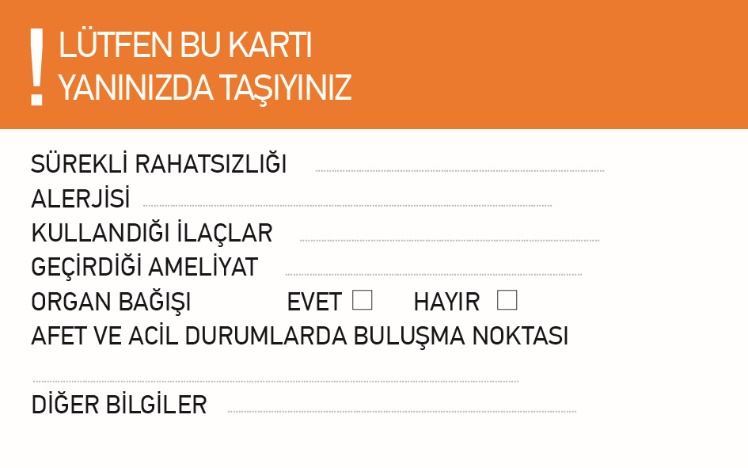 ! LÜTFEN BU KARTI
YANINIZDA TAŞIYINIZ
SÜREKLİ RAHATSIZLIĞI
ALERJİSİ
KULLANDIĞI İLAÇLAR
GEÇİRDİĞİ AMELİYAT
ORGAN BAĞIŞI EVET ☐ HAYIR ☐
AFET VE ACİL DURUMLARDA BULUŞMA NOKTASI
DİĞER BİLGİLER